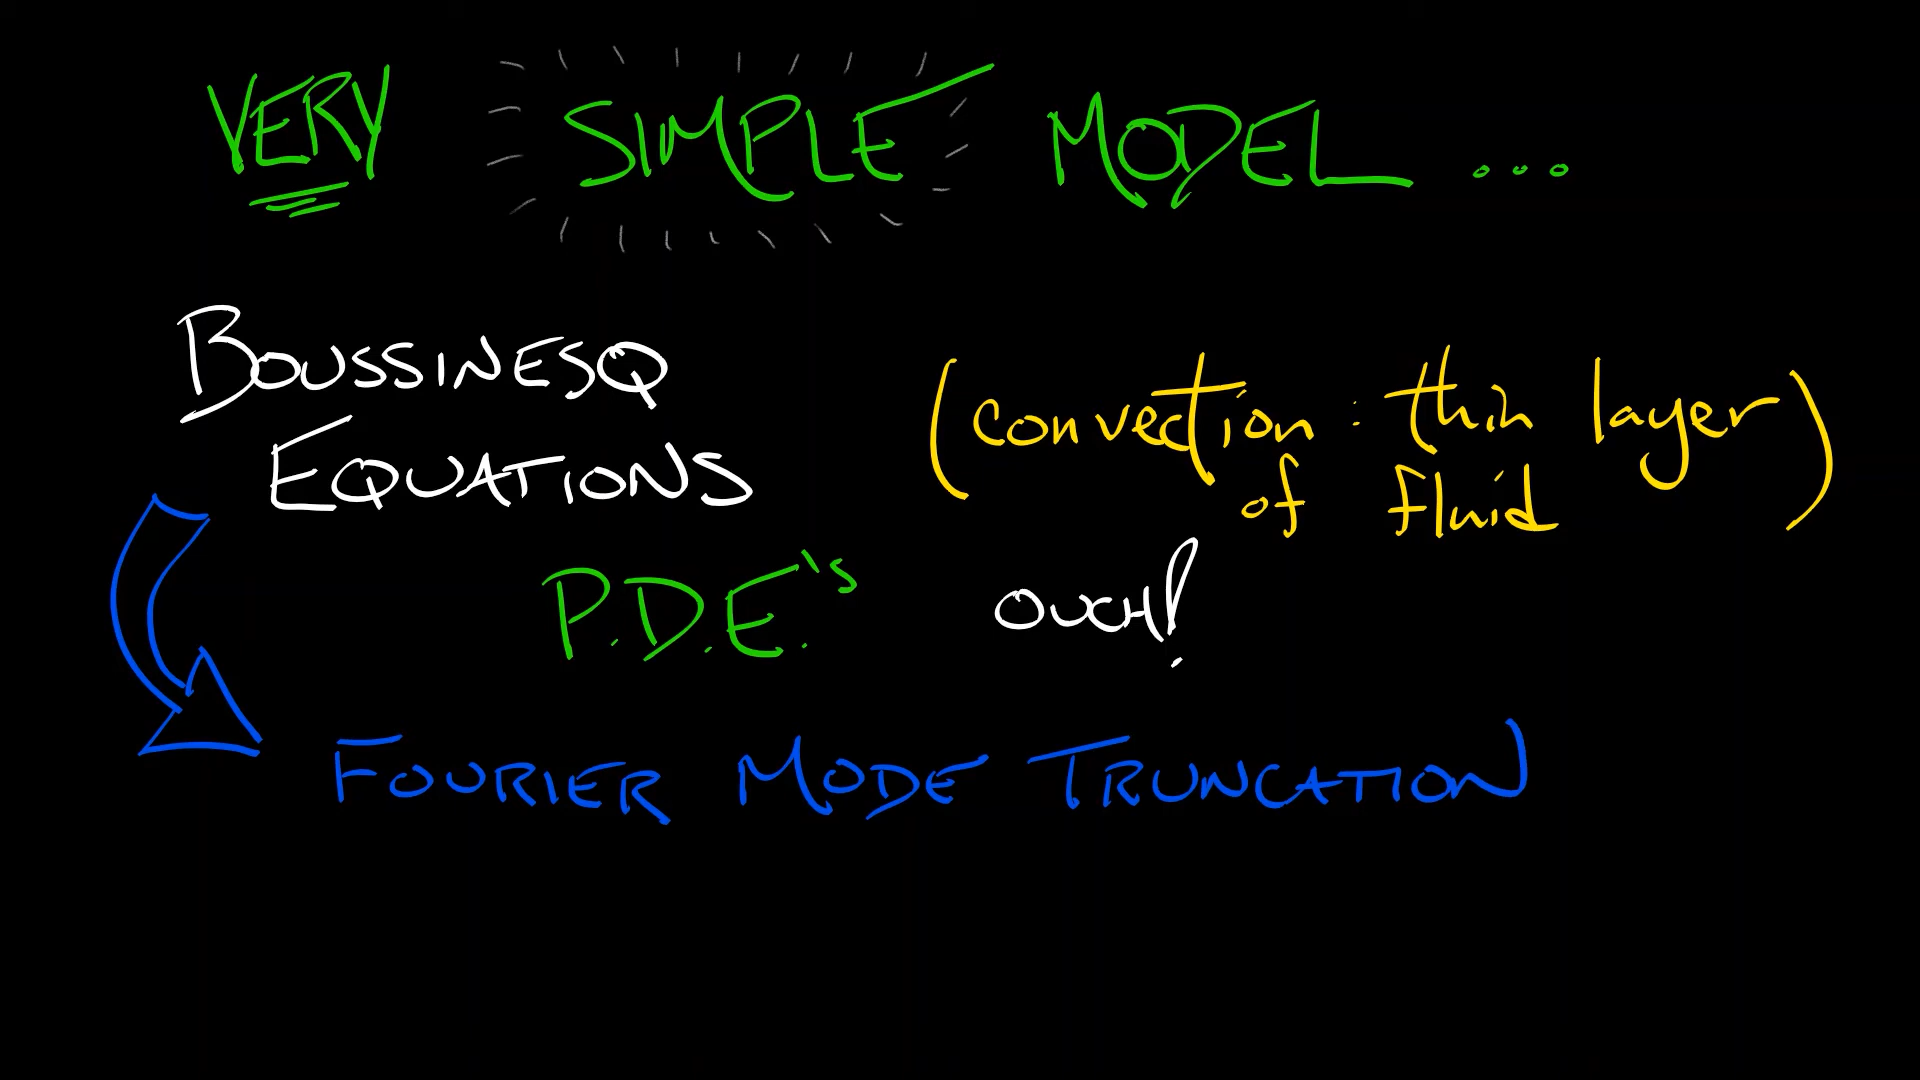 VERY SIMPLE MODEL ...
BOUSSINESQ
EQUATIONS
(convection: thin layer
of fluid)
P.D.E.'s OUCH!
FOURIER MODE TRUNCATION